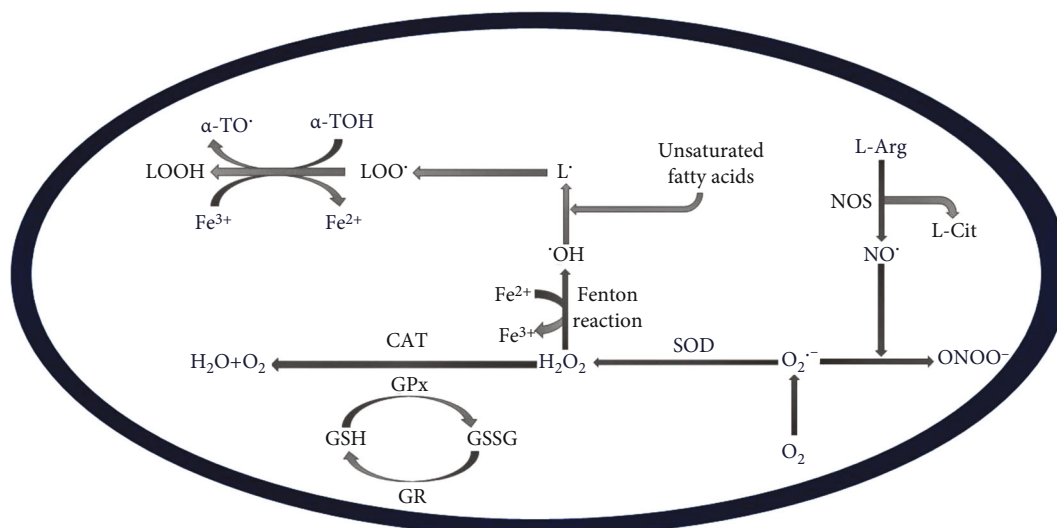 α-TO˙ α-TOH
LOOH LOO˙ L˙
Fe³⁺ Fe²⁺
Unsaturated
fatty acids
L-Arg
NOS
L-Cit
NO˙
˙OH
Fe²⁺ Fenton
Fe³⁺ reaction
H₂O+O₂ CAT H₂O₂ SOD O₂˙⁻ ONOO⁻
GPx
GSH GSSG
GR
O₂